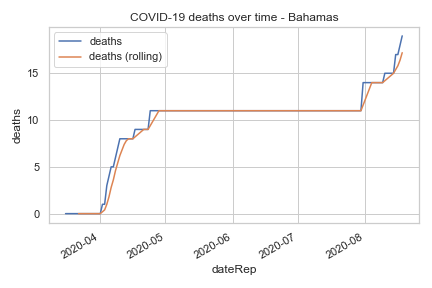 COVID-19 deaths over time - Bahamas
deaths
deaths (rolling)
15
10
5
0
deaths
2020-04
2020-05
2020-06
2020-07
2020-08
dateRep